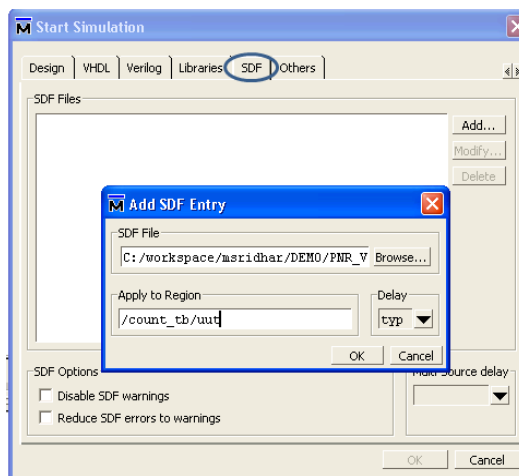 Start Simulation
Design VHDL Verilog Libraries SDF Others
SDF Files
Add...
Modify...
Delete
Add SDF Entry
SDF File
C:/workspace/msridhar/DEMO/PNR_V Browse...
Apply to Region
/count_tb/uut
Delay
typ
OK Cancel
SDF Options
Disable SDF warnings
Reduce SDF errors to warnings
Multi Source delay
OK Cancel